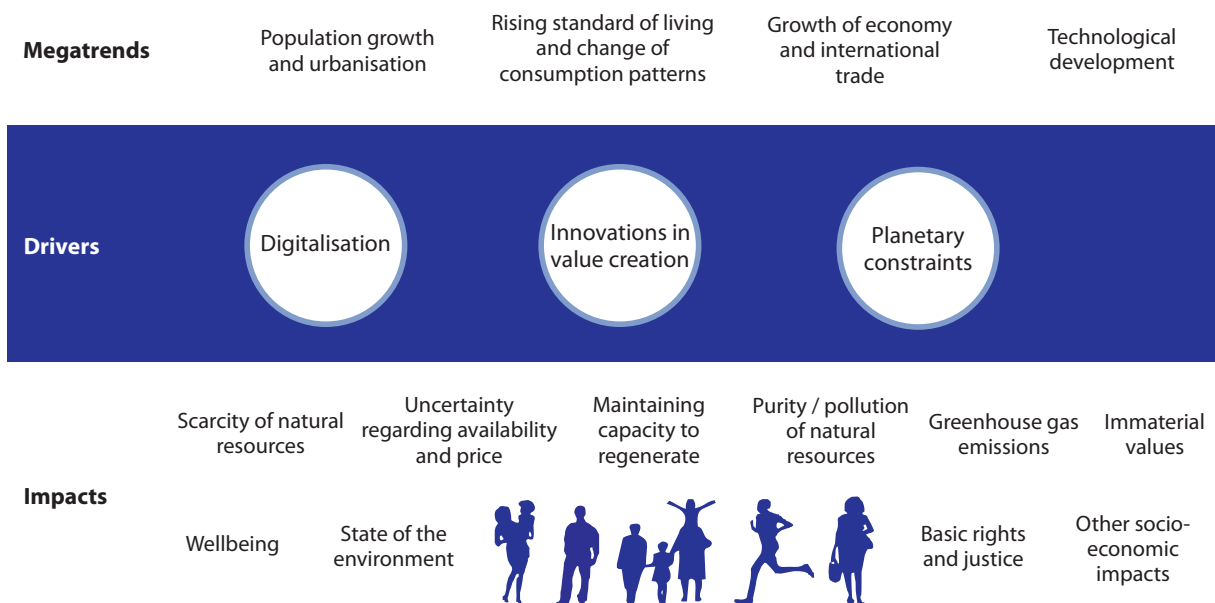 Megatrends
Population growth
and urbanisation
Rising standard of living
and change of
consumption patterns
Growth of economy
and international
trade
Technological
development
Drivers
Digitalisation
Innovations in
value creation
Planetary
constraints
Impacts
Scarcity of natural
resources
Uncertainty
regarding availability
and price
Maintaining
capacity to
regenerate
Purity / pollution
of natural
resources
Greenhouse gas
emissions
Immaterial
values
Wellbeing
State of the
environment
Basic rights
and justice
Other socio-
economic
impacts